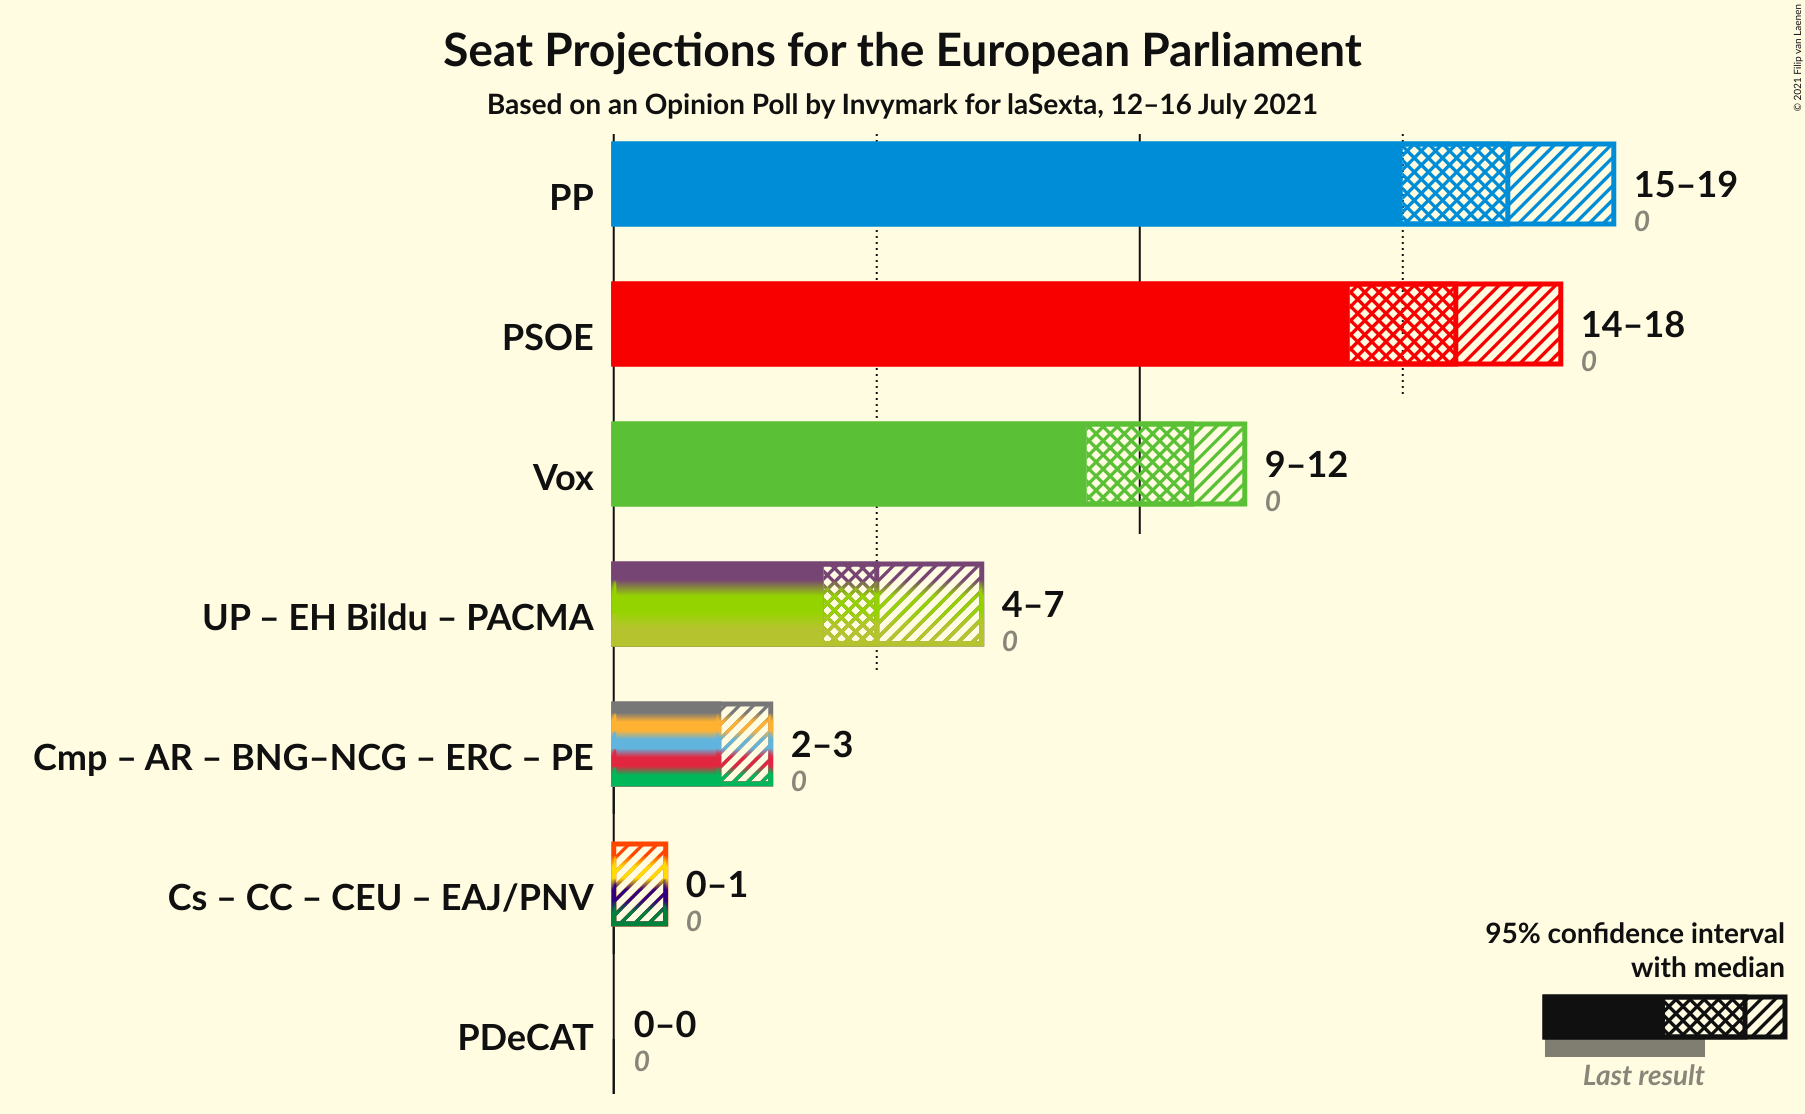 Seat Projections for the European Parliament
Based on an Opinion Poll by Invymark for laSexta, 12–16 July 2021
© 2021 Filip van Laenen
PP
15–19
0
PSOE
14–18
0
Vox
9–12
0
UP – EH Bildu – PACMA
4–7
0
Cmp – AR – BNG–NCG – ERC – PE
2–3
0
Cs – CC – CEU – EAJ/PNV
0–1
0
PDeCAT
0–0
0
95% confidence interval
with median
Last result